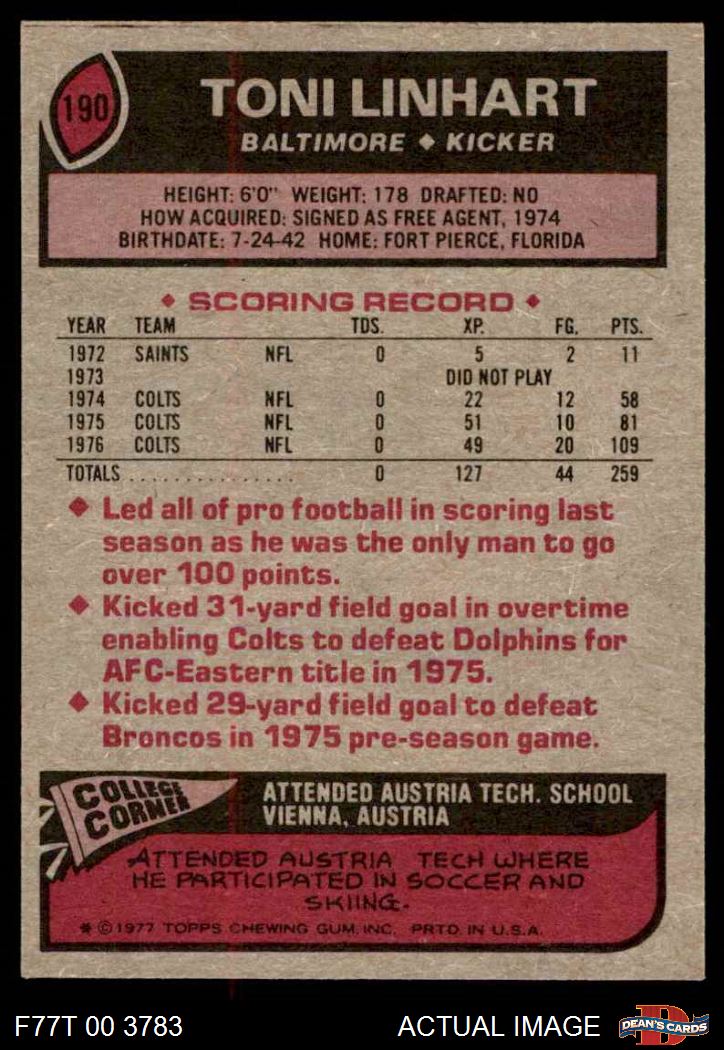 190
TONI LINHART
BALTIMORE ◆ KICKER
HEIGHT: 6'0" WEIGHT: 178 DRAFTED: NO
HOW ACQUIRED: SIGNED AS FREE AGENT, 1974
BIRTHDATE: 7-24-42 HOME: FORT PIERCE, FLORIDA
◆ SCORING RECORD ◆
YEAR TEAM TDS. XP. FG. PTS.
1972 SAINTS NFL 0 5 2 11
1973 DID NOT PLAY
1974 COLTS NFL 0 22 12 58
1975 COLTS NFL 0 51 10 81
1976 COLTS NFL 0 49 20 109
TOTALS . . . . . . . . . . . . . . . 0 127 44 259
◆ Led all of pro football in scoring last
season as he was the only man to go
over 100 points.
◆ Kicked 31-yard field goal in overtime
enabling Colts to defeat Dolphins for
AFC-Eastern title in 1975.
◆ Kicked 29-yard field goal to defeat
Broncos in 1975 pre-season game.
COLLEGE
CORNER
ATTENDED AUSTRIA TECH. SCHOOL
VIENNA, AUSTRIA
ATTENDED AUSTRIA TECH WHERE
HE PARTICIPATED IN SOCCER AND
SKIING.
* © 1977 TOPPS CHEWING GUM, INC. PRTD. IN U.S.A.
F77T 00 3783 ACTUAL IMAGE
D
DEAN'S CARDS